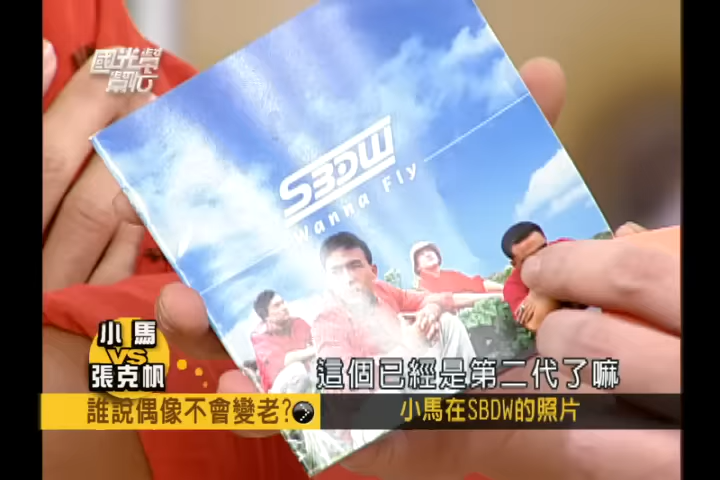 國光幫幫忙
SBDW
Wanna Fly
這個已經是第二代了嘛
小馬
VS
張克帆
誰說偶像不會變老?
小馬在SBDW的照片